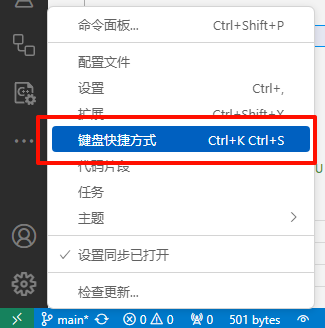 命令面板... Ctrl+Shift+P
配置文件
设置 Ctrl+,
扩展 Ctrl+Shift+X
键盘快捷方式 Ctrl+K Ctrl+S
代码片段
任务
主题
设置同步已打开
检查更新...
main* 0 0 0 501 bytes